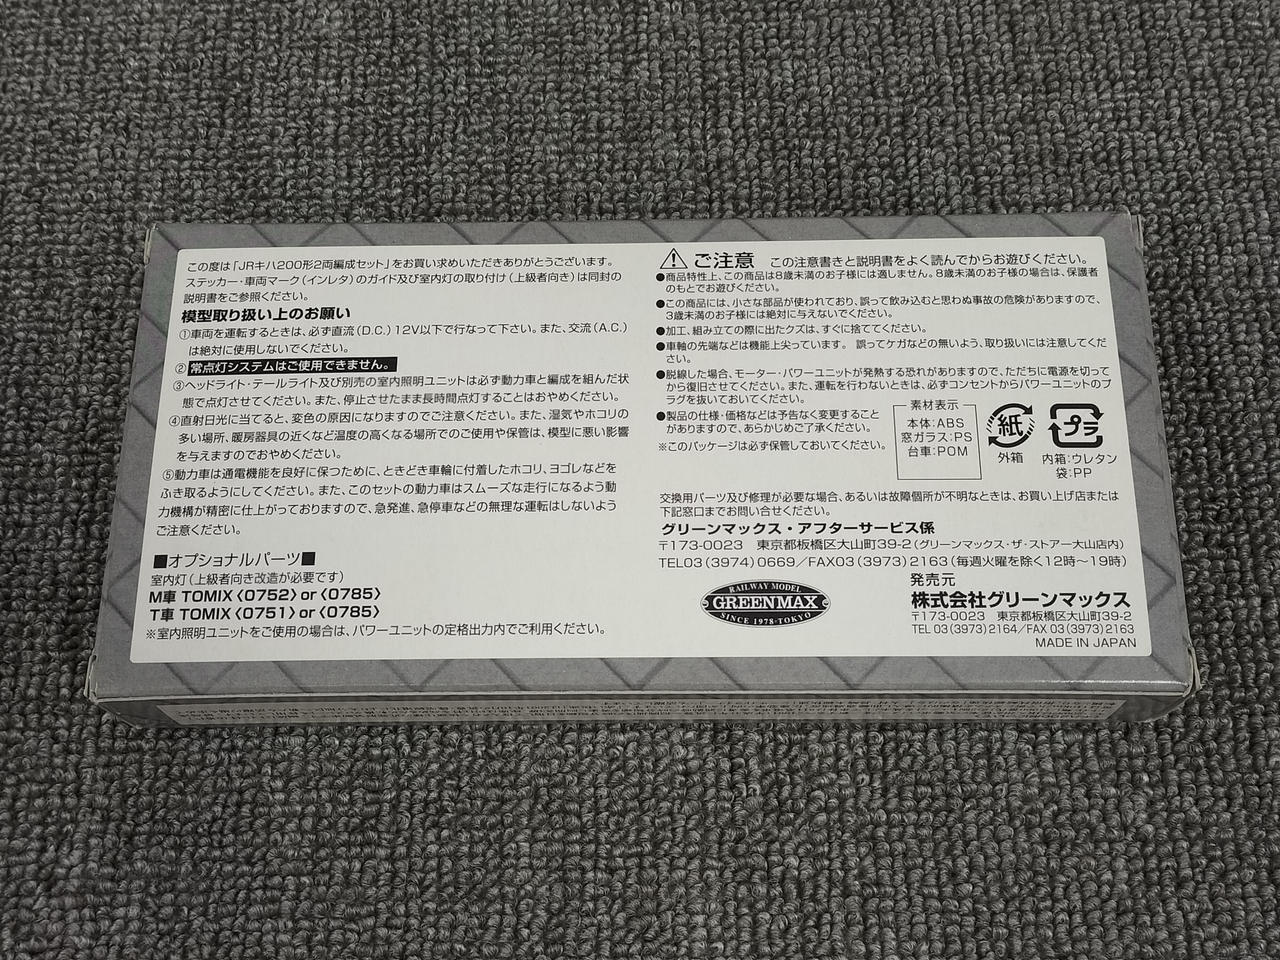 この度は「JRキハ200形2両編成セット」をお買い求めいただきありがとうございます。
ステッカー・車両マーク(インレタ)のガイド及び室内灯の取り付け(上級者向き)は同封の
説明書をご参照ください。
模型取り扱い上のお願い
①車両を運転するときは、必ず直流(D.C.)12V以下で行なって下さい。また、交流(A.C.)
は絶対に使用しないでください。
②常点灯システムはご使用できません。
③ヘッドライト・テールライト及び別売の室内照明ユニットは必ず動力車と編成を組んだ状
態で点灯させてください。また、停止させたまま長時間点灯することはおやめください。
④直射日光に当てると、変色の原因になりますのでご注意ください。また、湿気やホコリの
多い場所、暖房器具の近くなど温度の高くなる場所でのご使用や保管は、模型に悪い影響
を与えますのでおやめください。
⑤動力車は通電機能を良好に保つために、ときどき車輪に付着したホコリ、ヨゴレなどを
ふき取るようにしてください。また、このセットの動力車はスムーズな走行になるよう動
力機構が精密に仕上がっておりますので、急発進、急停車などの無理な運転はしないよう
ご注意ください。
■オプショナルパーツ■
室内灯(上級者向き改造が必要です)
M車 TOMIX〈0752〉or〈0785〉
T車 TOMIX〈0751〉or〈0785〉
※室内照明ユニットをご使用の場合は、パワーユニットの定格出力内でご利用ください。
ご注意 この注意書きと説明書をよく読んでからお遊びください。
●商品特性上、この商品は8歳未満のお子様には適しません。8歳未満のお子様の場合は、保護者
のもとでお遊びください。
●この商品には、小さな部品が使われており、誤って飲み込むと思わぬ事故の危険がありますので、
3歳未満のお子様には絶対に与えないでください。
●加工、組み立ての際に出たクズは、すぐに捨ててください。
●車軸の先端などは機能上尖っています。 誤ってケガなどの無いよう、取り扱いには注意してくだ
さい。
●脱線した場合、モーター・パワーユニットが発熱する恐れがありますので、ただちに電源を切って
から復旧させてください。また、運転を行わないときは、必ずコンセントからパワーユニットのプ
ラグを抜いておいてください。
●製品の仕様・価格などは予告なく変更すること
がありますので、あらかじめご了承ください。
※このパッケージは必ず保管しておいてください。
素材表示
本体:ABS
窓ガラス:PS
台車:POM
紙
外箱
プラ
内箱:ウレタン
袋:PP
交換用パーツ及び修理が必要な場合、あるいは故障個所が不明なときは、お買い上げ店または
下記窓口までお問い合せください。
グリーンマックス・アフターサービス係
〒173-0023 東京都板橋区大山町39-2(グリーンマックス・ザ・ストアー大山店内)
TEL03(3974)0669/FAX03(3973)2163(毎週火曜を除く12時～19時)
RAILWAY MODEL
GREENMAX
SINCE 1978・TOKYO
発売元
株式会社グリーンマックス
〒173-0023 東京都板橋区大山町39-2
TEL 03(3973)2164/FAX 03(3973)2163
MADE IN JAPAN